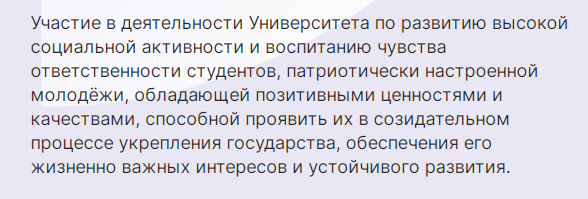 Участие в деятельности Университета по развитию высокой
социальной активности и воспитанию чувства
ответственности студентов, патриотически настроенной
молодёжи, обладающей позитивными ценностями и
качествами, способной проявить их в созидательном
процессе укрепления государства, обеспечения его
жизненно важных интересов и устойчивого развития.